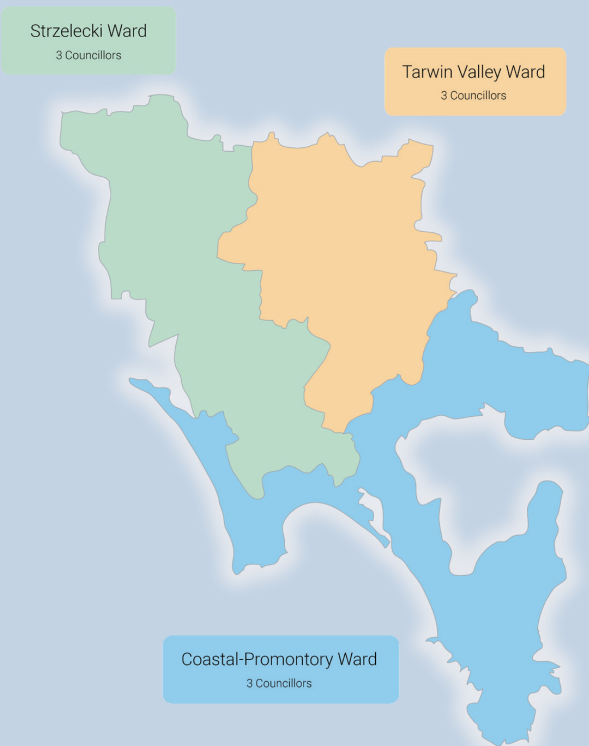 Strzelecki Ward
3 Councillors
Tarwin Valley Ward
3 Councillors
Coastal-Promontory Ward
3 Councillors